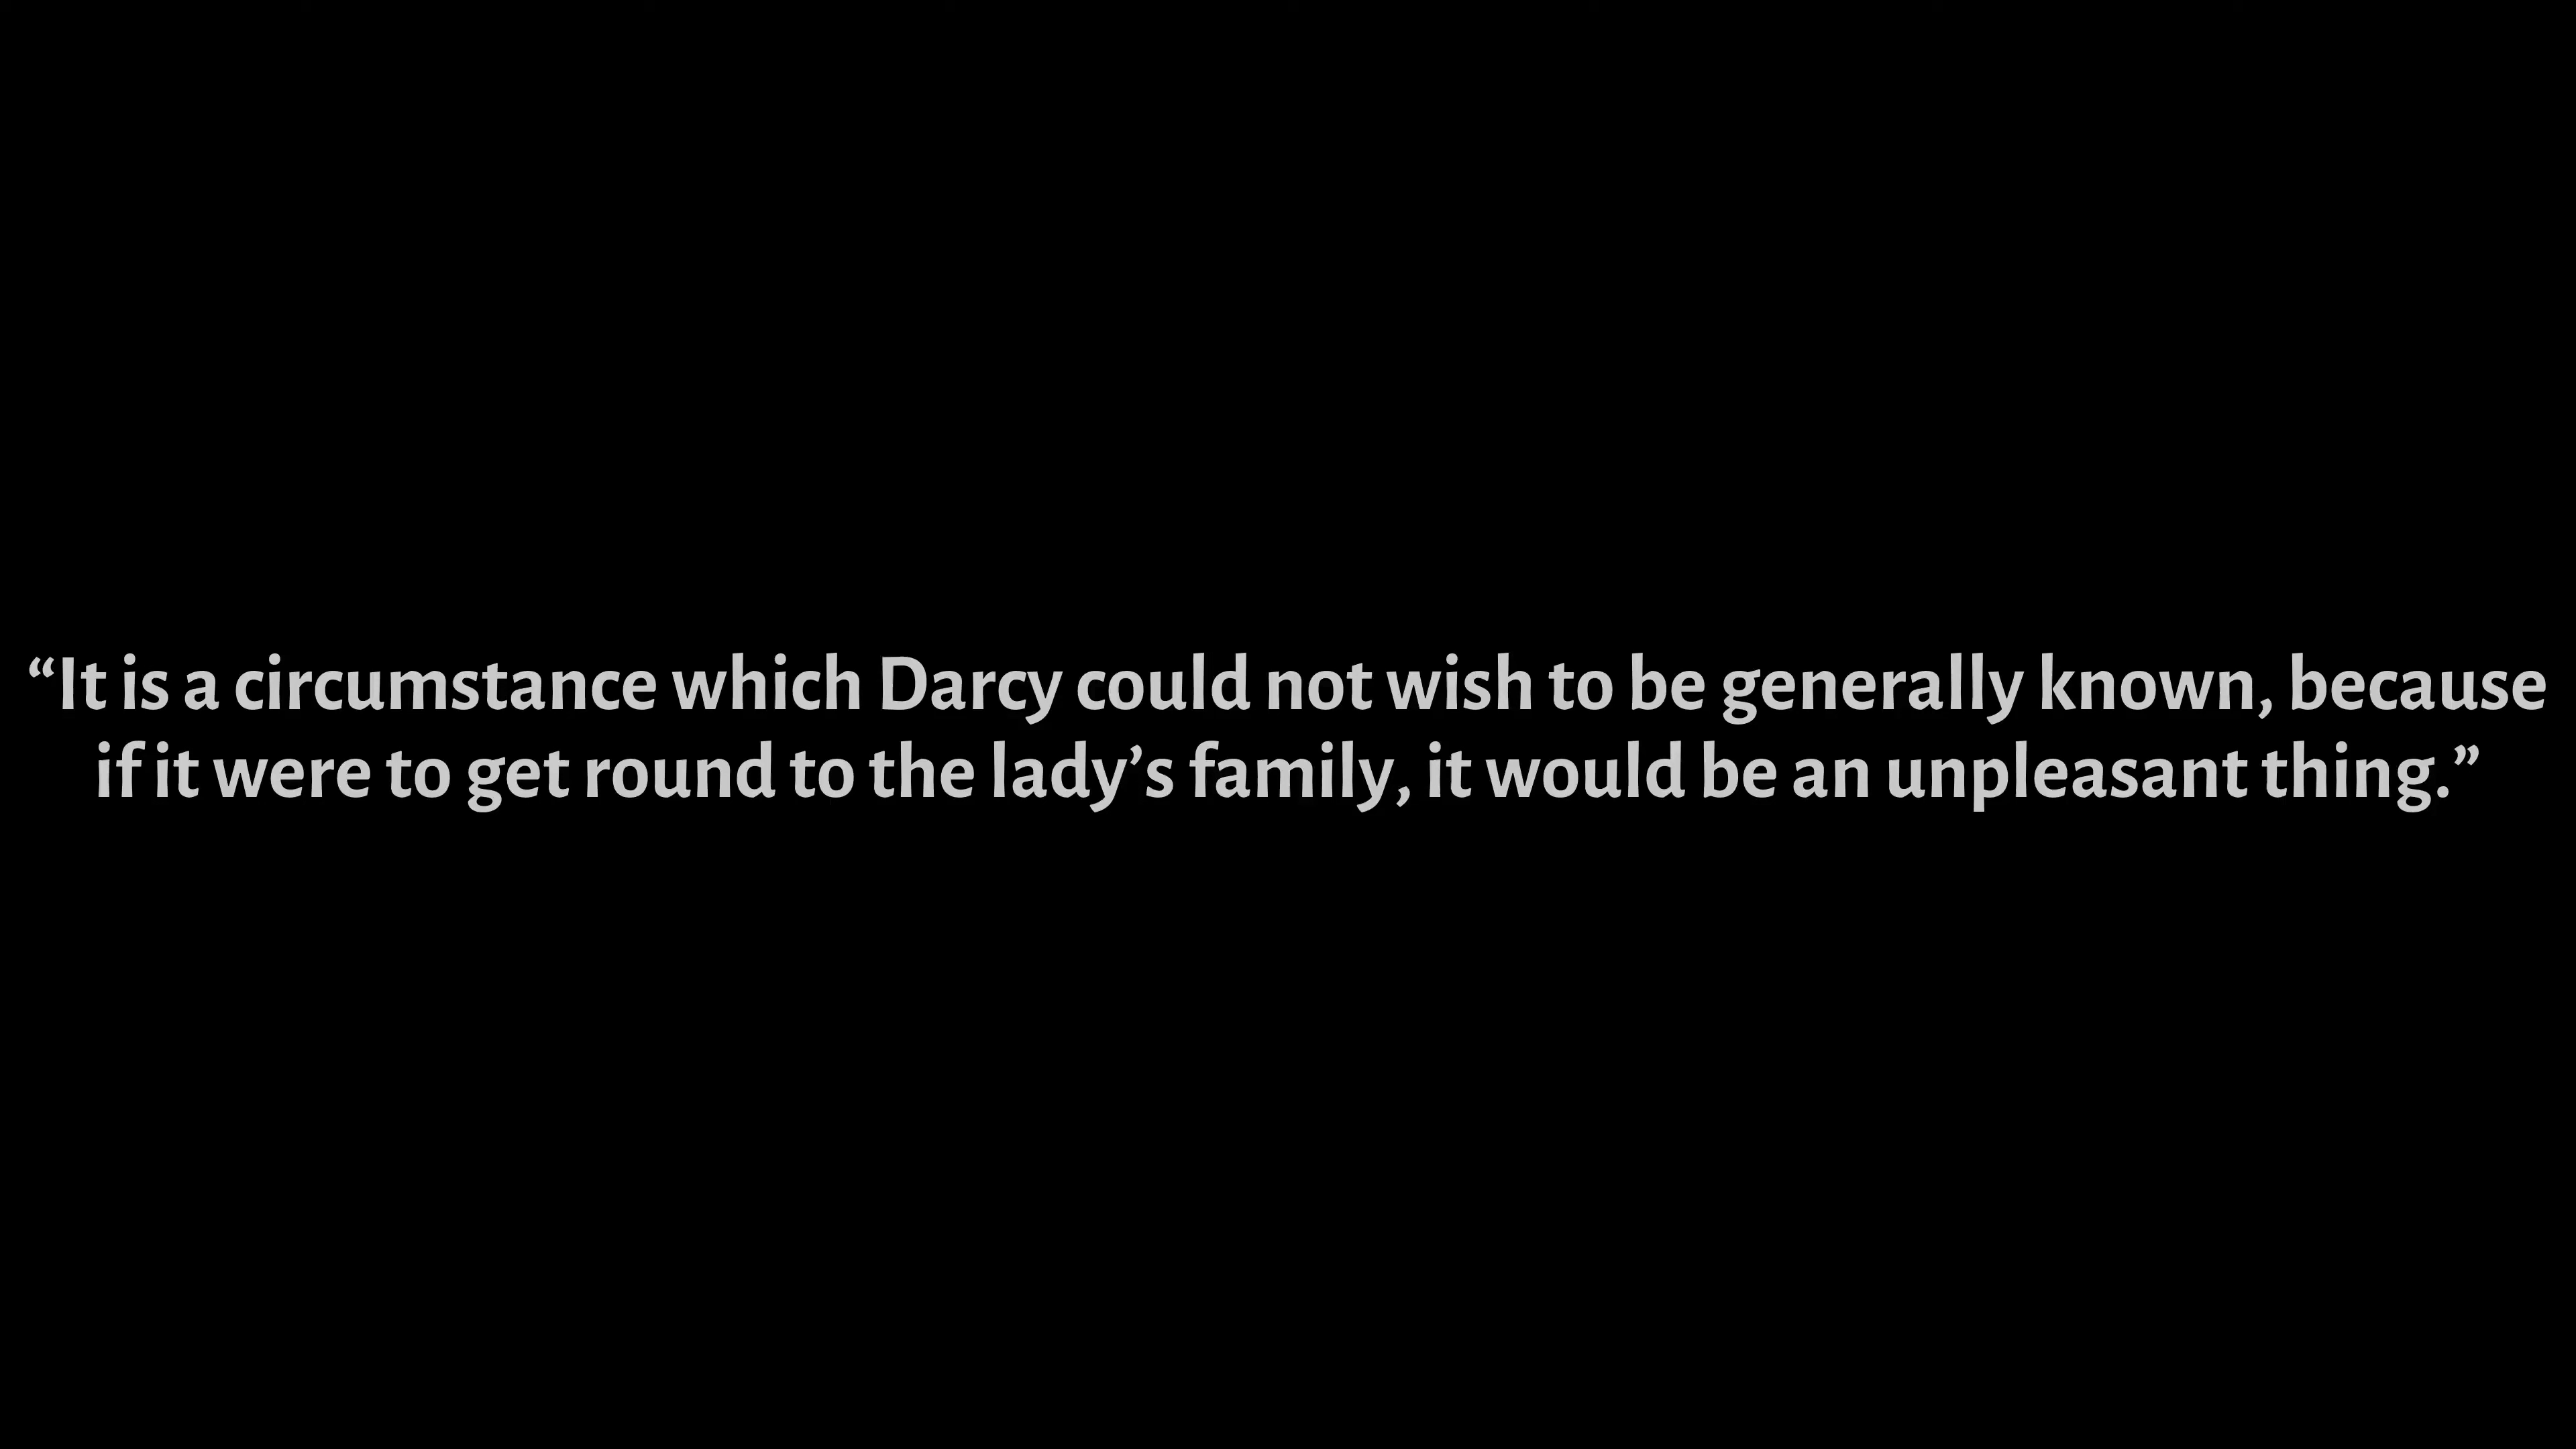 “It is a circumstance which Darcy could not wish to be generally known, because
if it were to get round to the lady’s family, it would be an unpleasant thing.”